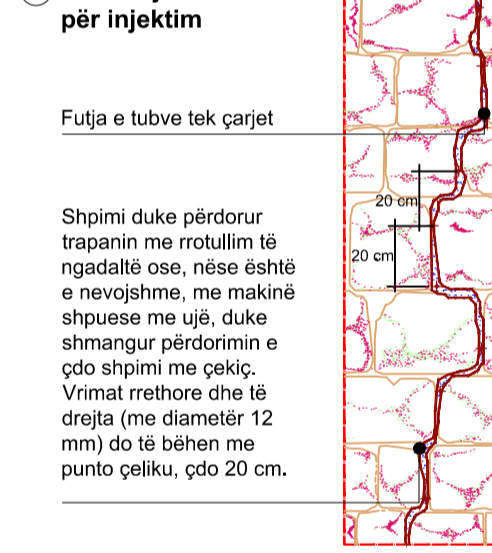 për injektim
Futja e tubve tek çarjet
20 cm
20 cm
Shpimi duke përdorur
trapanin me rrotullim të
ngadaltë ose, nëse është
e nevojshme, me makinë
shpuese me ujë, duke
shmangur përdorimin e
çdo shpimi me çekiç.
Vrimat rrethore dhe të
drejta (me diametër 12
mm) do të bëhen me
punto çeliku, çdo 20 cm.